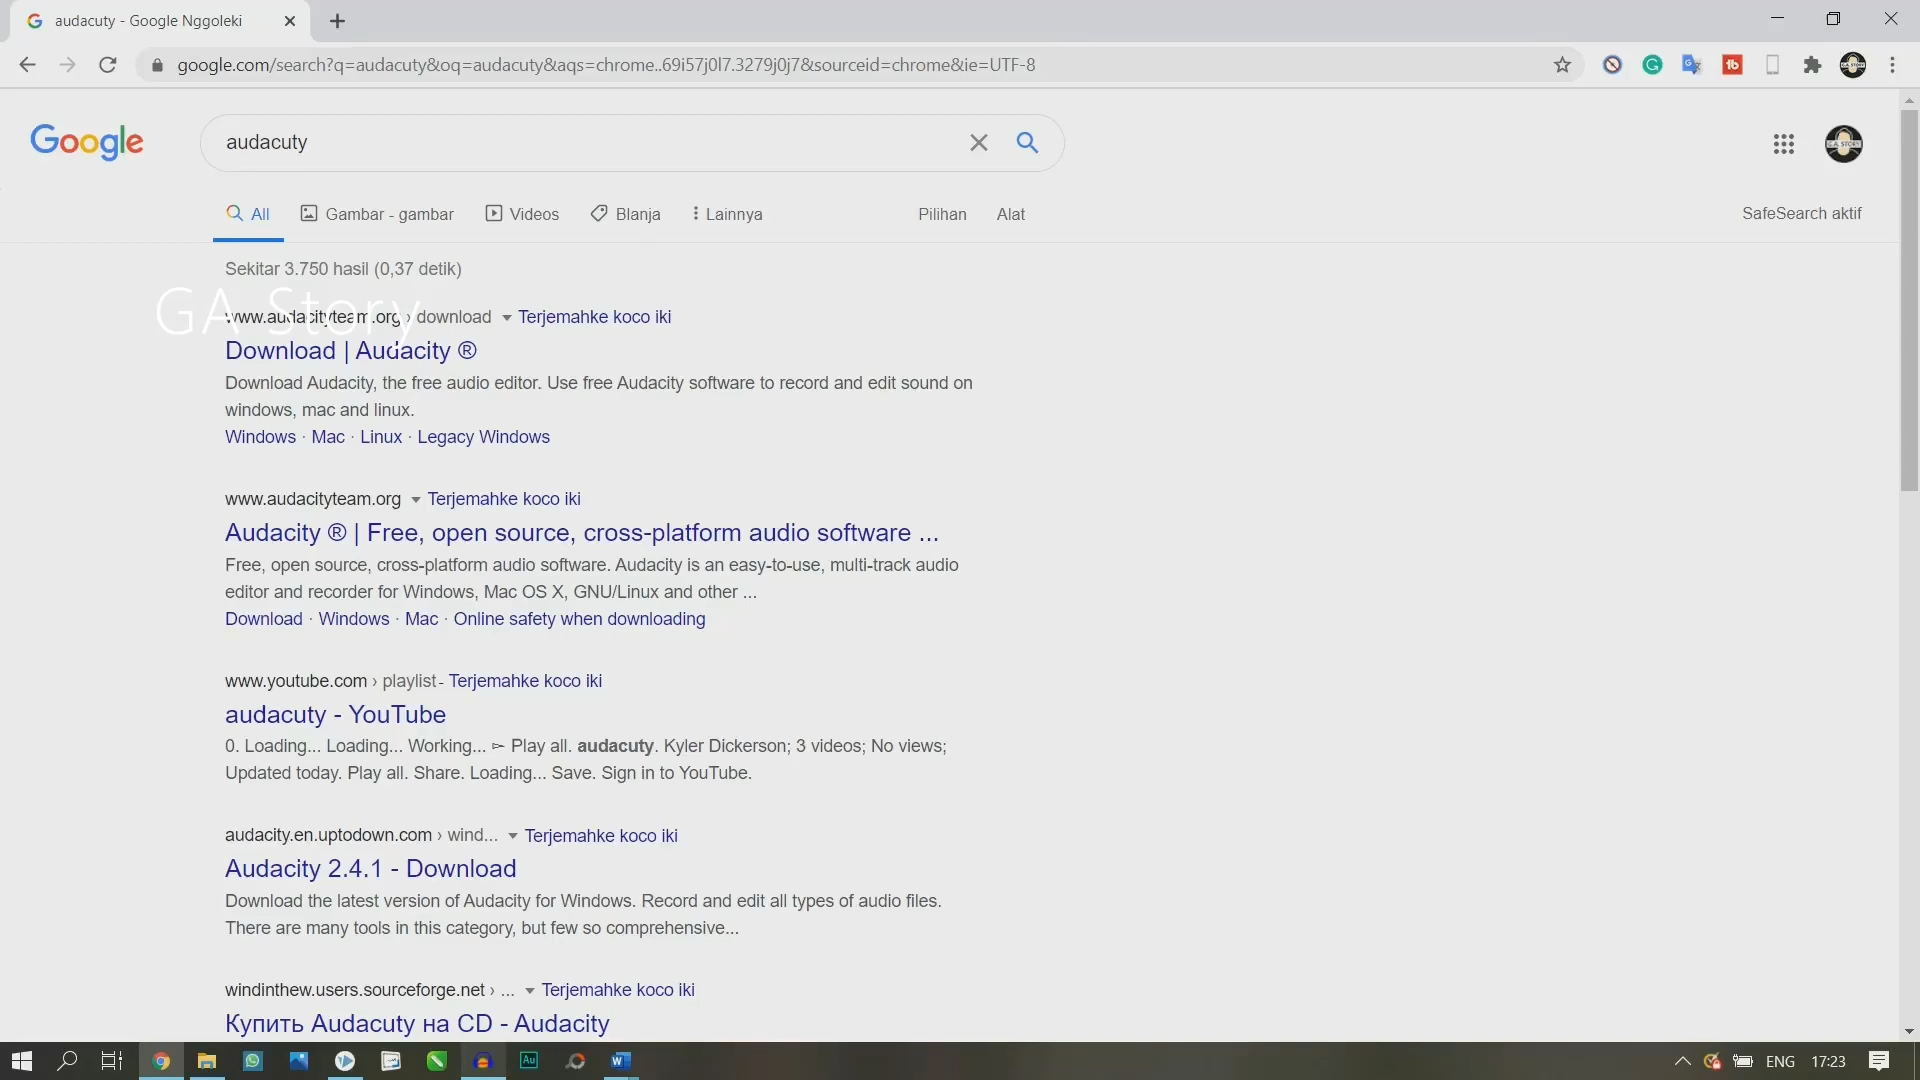 audacuty - Google Nggoleki
google.com/search?q=audacuty&oq=audacuty&aqs=chrome..69i57j0l7.3279j0j7&sourceid=chrome&ie=UTF-8
Google
audacuty
All
Gambar - gambar
Videos
Blanja
Lainnya
Pilihan
Alat
SafeSearch aktif
Sekitar 3.750 hasil (0,37 detik)
GA Story
www.audacityteam.org › download Terjemahke koco iki
Download | Audacity ®
Download Audacity, the free audio editor. Use free Audacity software to record and edit sound on
windows, mac and linux.
Windows · Mac · Linux · Legacy Windows
www.audacityteam.org Terjemahke koco iki
Audacity ® | Free, open source, cross-platform audio software ...
Free, open source, cross-platform audio software. Audacity is an easy-to-use, multi-track audio
editor and recorder for Windows, Mac OS X, GNU/Linux and other ...
Download · Windows · Mac · Online safety when downloading
www.youtube.com › playlist - Terjemahke koco iki
audacuty - YouTube
0. Loading... Loading... Working... ► Play all. audacuty. Kyler Dickerson; 3 videos; No views;
Updated today. Play all. Share. Loading... Save. Sign in to YouTube.
audacity.en.uptodown.com › wind... Terjemahke koco iki
Audacity 2.4.1 - Download
Download the latest version of Audacity for Windows. Record and edit all types of audio files.
There are many tools in this category, but few so comprehensive...
windinthew.users.sourceforge.net › ... Terjemahke koco iki
Купить Audacuty на CD - Audacity
Au
ENG
17:23